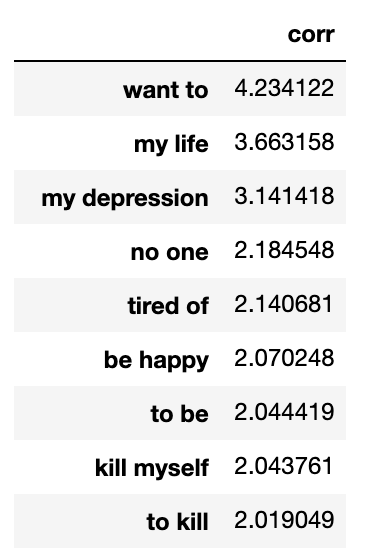 corr
want to 4.234122
my life 3.663158
my depression 3.141418
no one 2.184548
tired of 2.140681
be happy 2.070248
to be 2.044419
kill myself 2.043761
to kill 2.019049